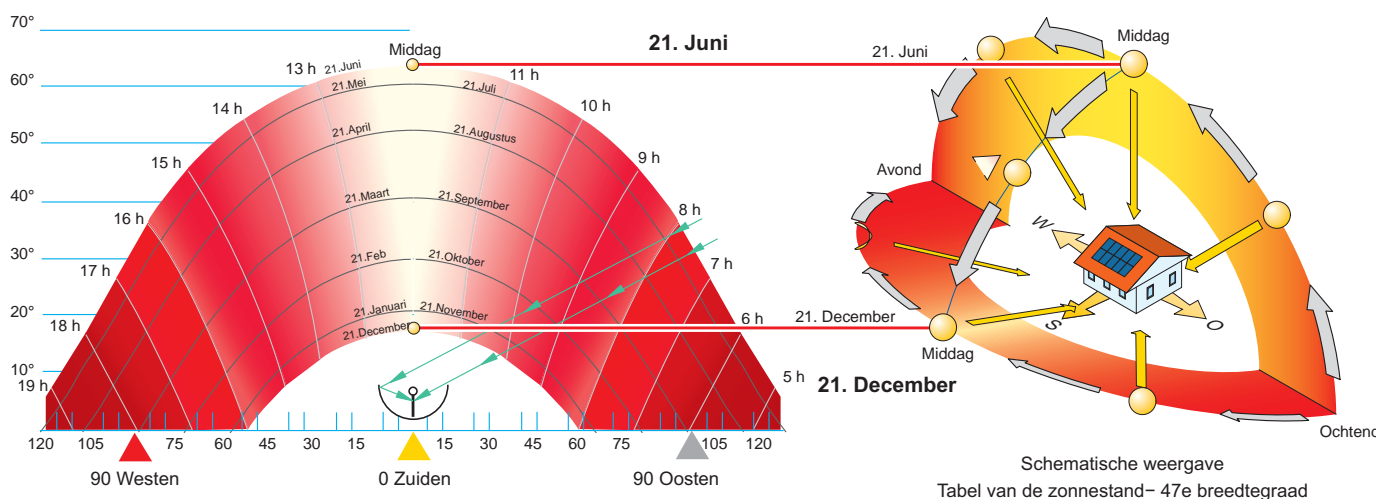 70°
60°
50°
40°
30°
20°
10°
Middag
21. Juni
21. Juni
Middag
13 h
21.Juni
11 h
21.Mei
21.Juli
14 h
10 h
21.April
21.Augustus
15 h
9 h
Avond
21.Maart
21.September
16 h
8 h
W
21.Feb
21.Oktober
17 h
7 h
21.Januari
21.November
18 h
21.December
6 h
21. December
S
O
Middag
19 h
5 h
21. December
120 105 75 60 45 30 15 15 30 45 60 75 105 120
Ochtend
90 Westen
0 Zuiden
90 Oosten
Schematische weergave
Tabel van de zonnestand– 47e breedtegraad